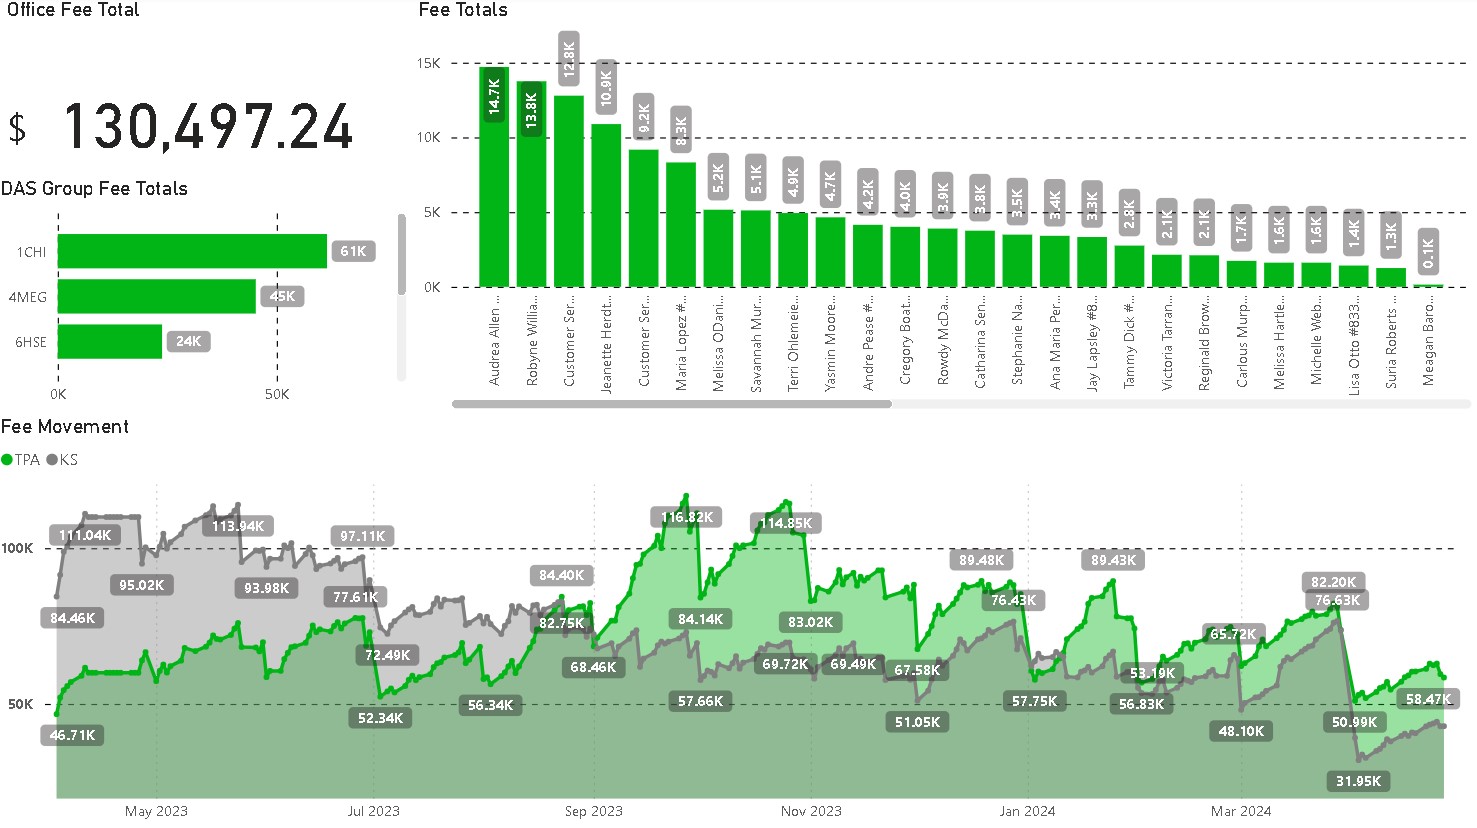 Office Fee Total
$ 130,497.24
DAS Group Fee Totals
1CHI
61K
4MEG
45K
6HSE
24K
0K
50K
Fee Totals
15K
10K
5K
0K
14.7K
13.8K
12.8K
10.9K
9.2K
8.3K
5.2K
5.1K
4.9K
4.7K
4.2K
4.0K
3.9K
3.8K
3.5K
3.4K
3.3K
2.8K
2.1K
2.1K
1.7K
1.6K
1.6K
1.4K
1.3K
0.1K
Audrea Allen ...
Robyne Willia...
Customer Ser...
Jeanette Herdt...
Customer Ser...
Maria Lopez #...
Melissa ODani...
Savannah Mur...
Terri Ohlemeie...
Yasmin Moore...
Andre Pease #...
Gregory Boat...
Rowdy McDa...
Catharina Sen...
Stephanie Na...
Ana Maria Per...
Jay Lapsley #8...
Tammy Dick #...
Victoria Tarran...
Reginald Brow...
Carlous Murp...
Melissa Hartle...
Michelle Web...
Lisa Otto #833...
Suria Roberts ...
Meagan Baro...
Fee Movement
TPA KS
100K
50K
111.04K
84.46K
46.71K
95.02K
113.94K
93.98K
97.11K
77.61K
72.49K
52.34K
56.34K
84.40K
82.75K
68.46K
116.82K
84.14K
57.66K
114.85K
69.72K
83.02K
69.49K
67.58K
51.05K
89.48K
76.43K
57.75K
89.43K
53.19K
56.83K
65.72K
48.10K
82.20K
76.63K
50.99K
31.95K
58.47K
May 2023
Jul 2023
Sep 2023
Nov 2023
Jan 2024
Mar 2024